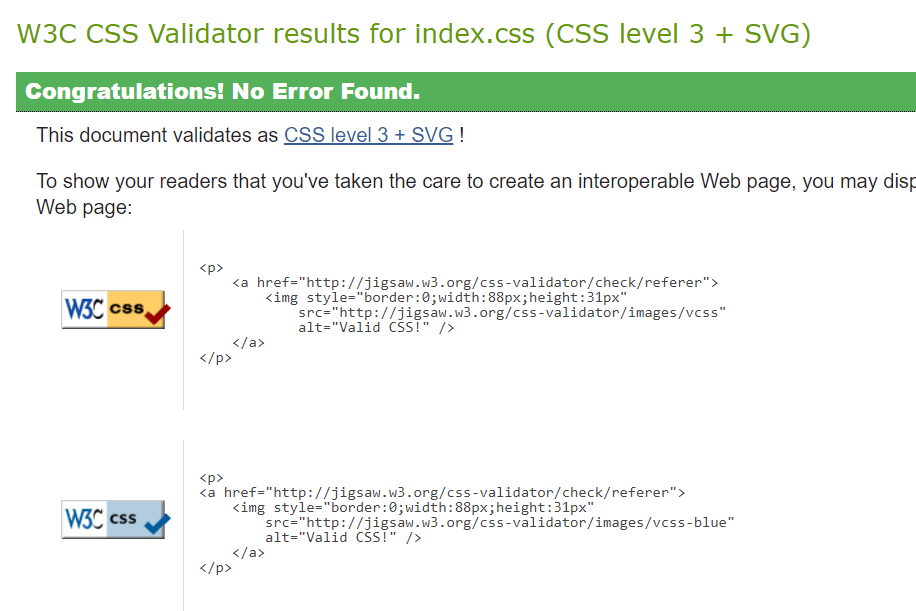 W3C CSS Validator results for index.css (CSS level 3 + SVG)
Congratulations! No Error Found.
This document validates as CSS level 3 + SVG !
To show your readers that you've taken the care to create an interoperable Web page, you may disp
Web page:
W3C css
<p>
<a href="http://jigsaw.w3.org/css-validator/check/referer">
<img style="border:0;width:88px;height:31px"
src="http://jigsaw.w3.org/css-validator/images/vcss"
alt="Valid CSS!" />
</a>
</p>
W3C css
<p>
<a href="http://jigsaw.w3.org/css-validator/check/referer">
<img style="border:0;width:88px;height:31px"
src="http://jigsaw.w3.org/css-validator/images/vcss-blue"
alt="Valid CSS!" />
</a>
</p>